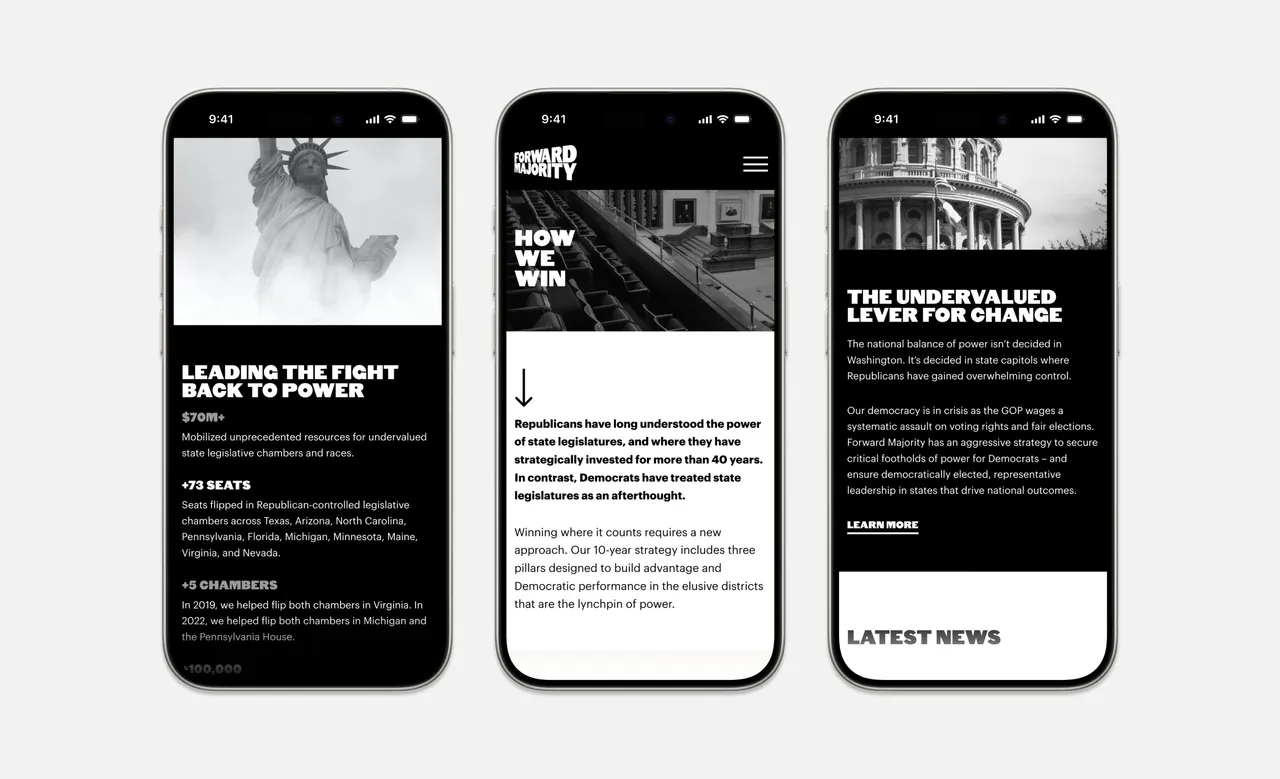 9:41
LEADING THE FIGHT
BACK TO POWER
$70M+
Mobilized unprecedented resources for undervalued
state legislative chambers and races.
+73 SEATS
Seats flipped in Republican-controlled legislative
chambers across Texas, Arizona, North Carolina,
Pennsylvania, Florida, Michigan, Minnesota, Maine,
Virginia, and Nevada.
+5 CHAMBERS
In 2019, we helped flip both chambers in Virginia. In
2022, we helped flip both chambers in Michigan and
the Pennsylvania House.
9:41
FORWARD
MAJORITY
HOW
WE
WIN
Republicans have long understood the power
of state legislatures, and where they have
strategically invested for more than 40 years.
In contrast, Democrats have treated state
legislatures as an afterthought.
Winning where it counts requires a new
approach. Our 10-year strategy includes three
pillars designed to build advantage and
Democratic performance in the elusive districts
that are the lynchpin of power.
9:41
THE UNDERVALUED
LEVER FOR CHANGE
The national balance of power isn’t decided in
Washington. It’s decided in state capitols where
Republicans have gained overwhelming control.
Our democracy is in crisis as the GOP wages a
systematic assault on voting rights and fair elections.
Forward Majority has an aggressive strategy to secure
critical footholds of power for Democrats – and
ensure democratically elected, representative
leadership in states that drive national outcomes.
LEARN MORE
LATEST NEWS